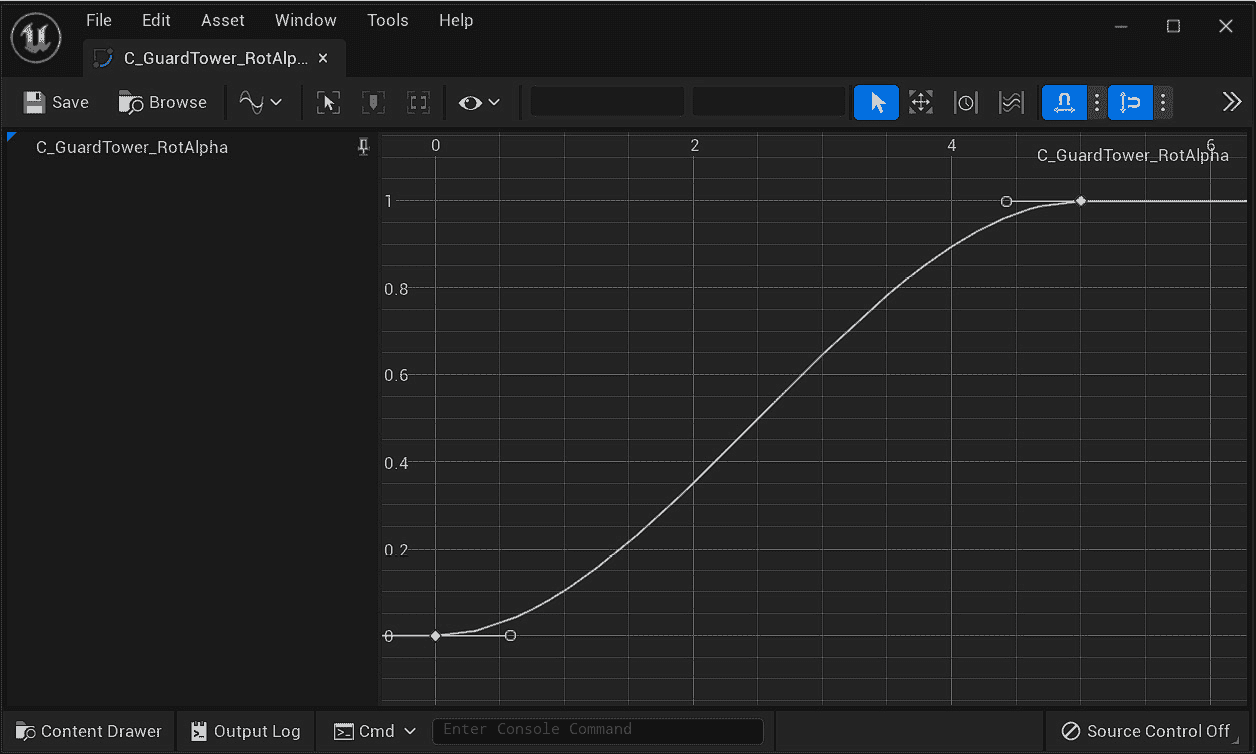 File Edit Asset Window Tools Help
C_GuardTower_RotAlp...
Save Browse
C_GuardTower_RotAlpha
0 2 4 6
C_GuardTower_RotAlpha
1
0.8
0.6
0.4
0.2
0
Content Drawer Output Log Cmd Enter Console Command Source Control Off